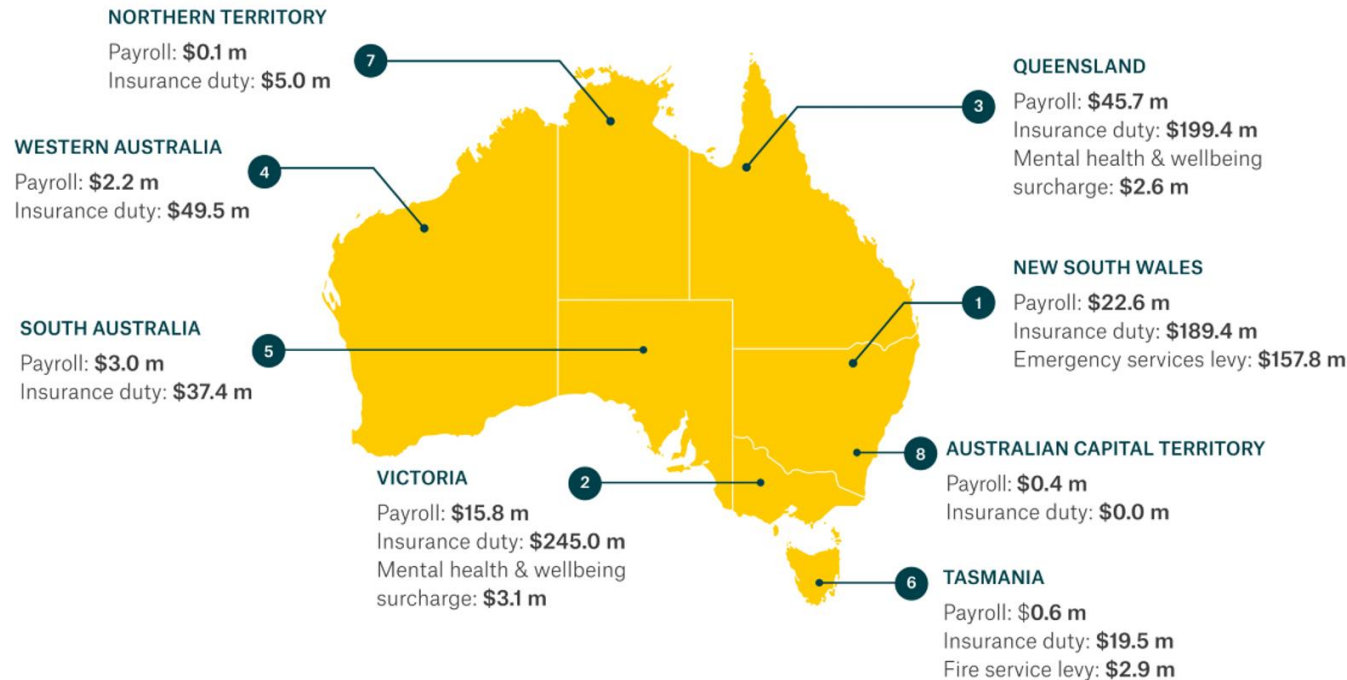 NORTHERN TERRITORY
Payroll: $0.1 m
Insurance duty: $5.0 m
7
WESTERN AUSTRALIA
Payroll: $2.2 m
Insurance duty: $49.5 m
4
SOUTH AUSTRALIA
Payroll: $3.0 m
Insurance duty: $37.4 m
5
VICTORIA
Payroll: $15.8 m
Insurance duty: $245.0 m
Mental health & wellbeing
surcharge: $3.1 m
2
3
QUEENSLAND
Payroll: $45.7 m
Insurance duty: $199.4 m
Mental health & wellbeing
surcharge: $2.6 m
1
NEW SOUTH WALES
Payroll: $22.6 m
Insurance duty: $189.4 m
Emergency services levy: $157.8 m
8
AUSTRALIAN CAPITAL TERRITORY
Payroll: $0.4 m
Insurance duty: $0.0 m
6
TASMANIA
Payroll: $0.6 m
Insurance duty: $19.5 m
Fire service levy: $2.9 m